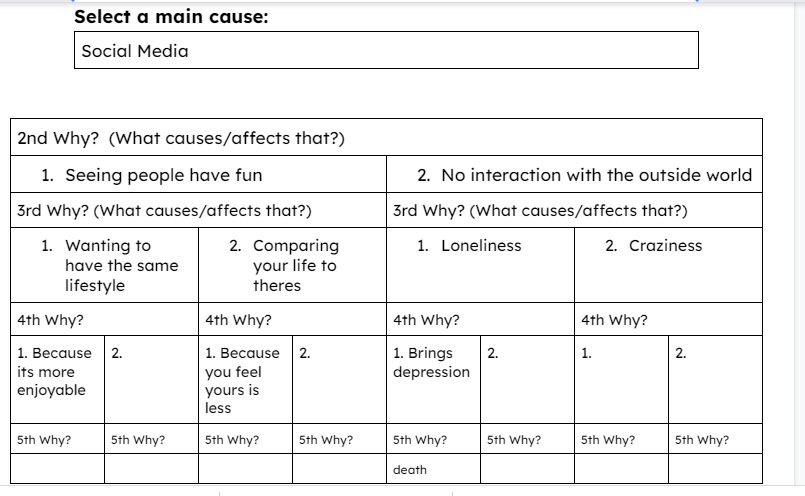 Select a main cause:
Social Media
2nd Why? (What causes/affects that?)
1. Seeing people have fun
2. No interaction with the outside world
3rd Why? (What causes/affects that?)
3rd Why? (What causes/affects that?)
1. Wanting to
have the same
lifestyle
2. Comparing
your life to
theres
1. Loneliness
2. Craziness
4th Why?
4th Why?
4th Why?
4th Why?
1. Because
its more
enjoyable
2.
1. Because
you feel
yours is
less
2.
1. Brings
depression
2.
1.
2.
5th Why?
5th Why?
5th Why?
5th Why?
5th Why?
5th Why?
5th Why?
5th Why?
death